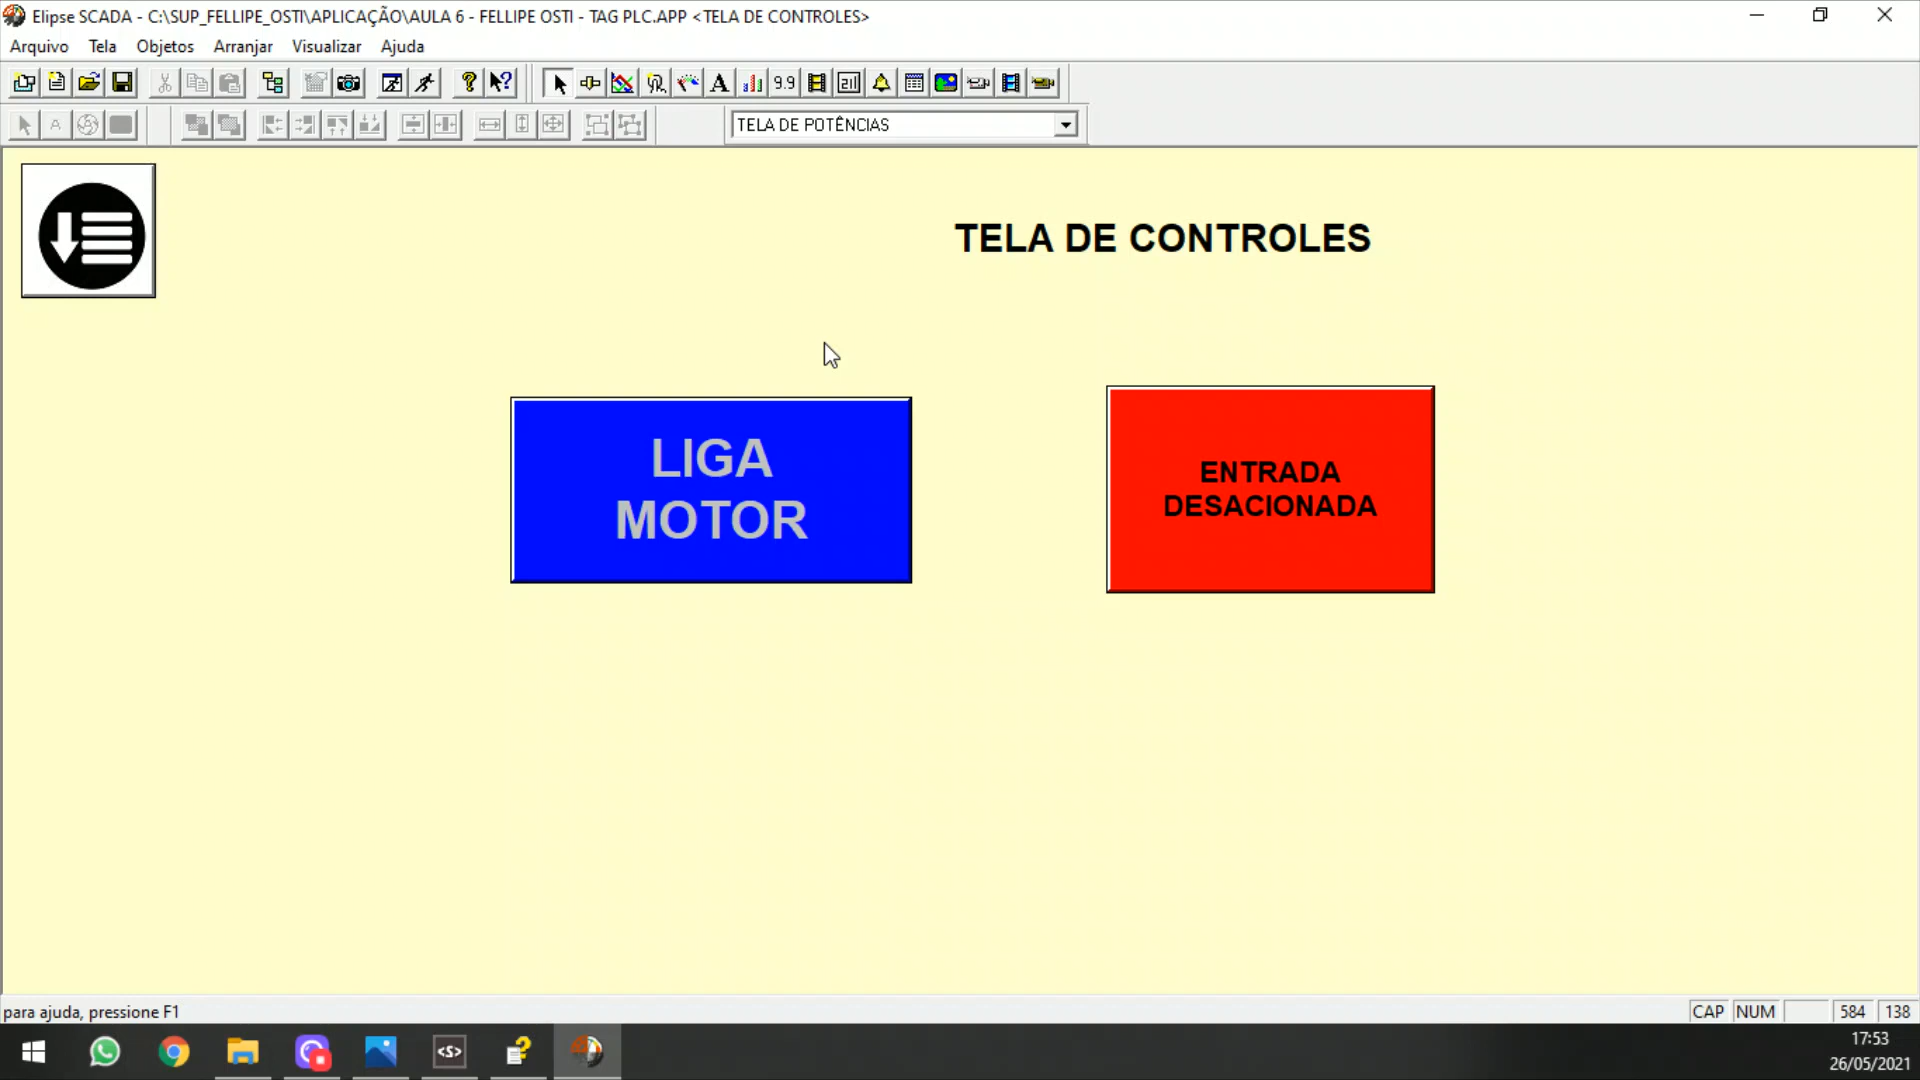 Elipse SCADA - C:\SUP_FELLIPE_OSTI\APLICAÇÃO\AULA 6 - FELLIPE OSTI - TAG PLC.APP <TELA DE CONTROLES>
Arquivo Tela Objetos Arranjar Visualizar Ajuda
A 9.9
A TELA DE POTÊNCIAS
TELA DE CONTROLES
LIGA
MOTOR
ENTRADA
DESACIONADA
para ajuda, pressione F1
CAP NUM 584 138
<S>
17:53
26/05/2021